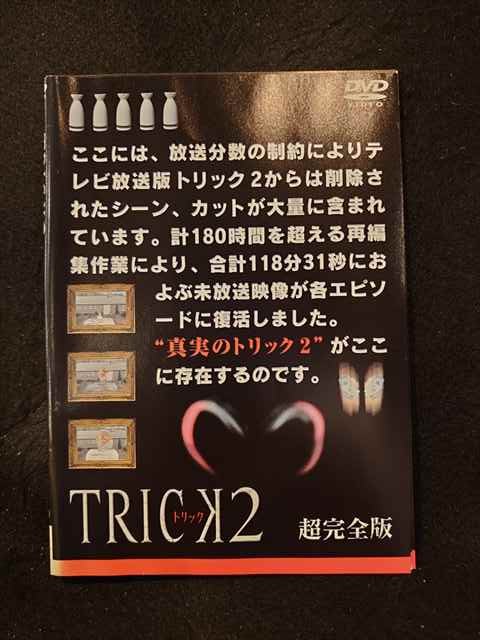 DVD
VIDEO
ここには、放送分数の制約によりテ
レビ放送版トリック2からは削除さ
れたシーン、カットが大量に含まれ
ています。計180時間を超える再編
集作業により、合計118分31秒にお
よぶ未放送映像が各エピソ
ードに復活しました。
“真実のトリック2”がここ
に存在するのです。
TRICK2
トリック
超完全版